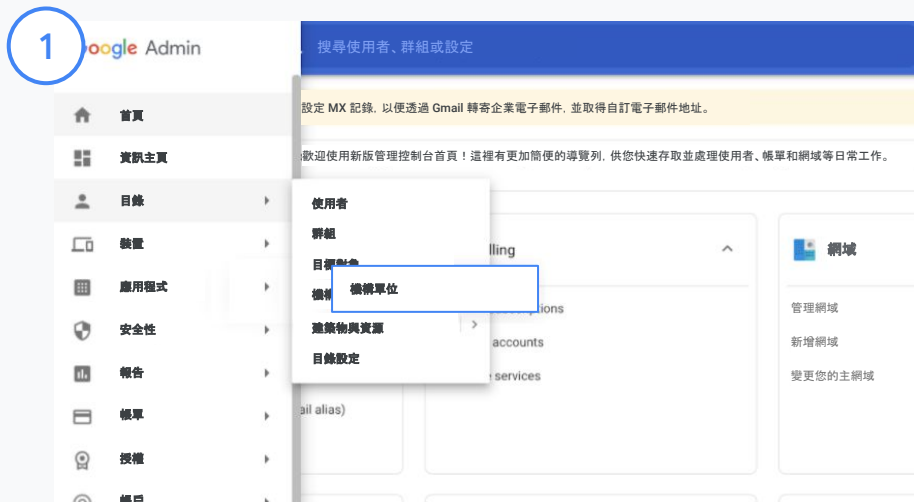 1
oogle Admin
搜尋使用者、群組或設定
設定 MX 記錄, 以便透過 Gmail 轉寄企業電子郵件, 並取得自訂電子郵件地址。
歡迎使用新版管理控制台首頁！這裡有更加簡便的導覽列, 供您快速存取並處理使用者、帳單和網域等日常工作。
首頁
資訊主頁
目錄
裝置
應用程式
安全性
報告
帳單
授權
帳戶
使用者
群組
目標對象
機構單位
建築物與資源
目錄設定
lling
accounts
services
ail alias)
網域
管理網域
新增網域
變更您的主網域